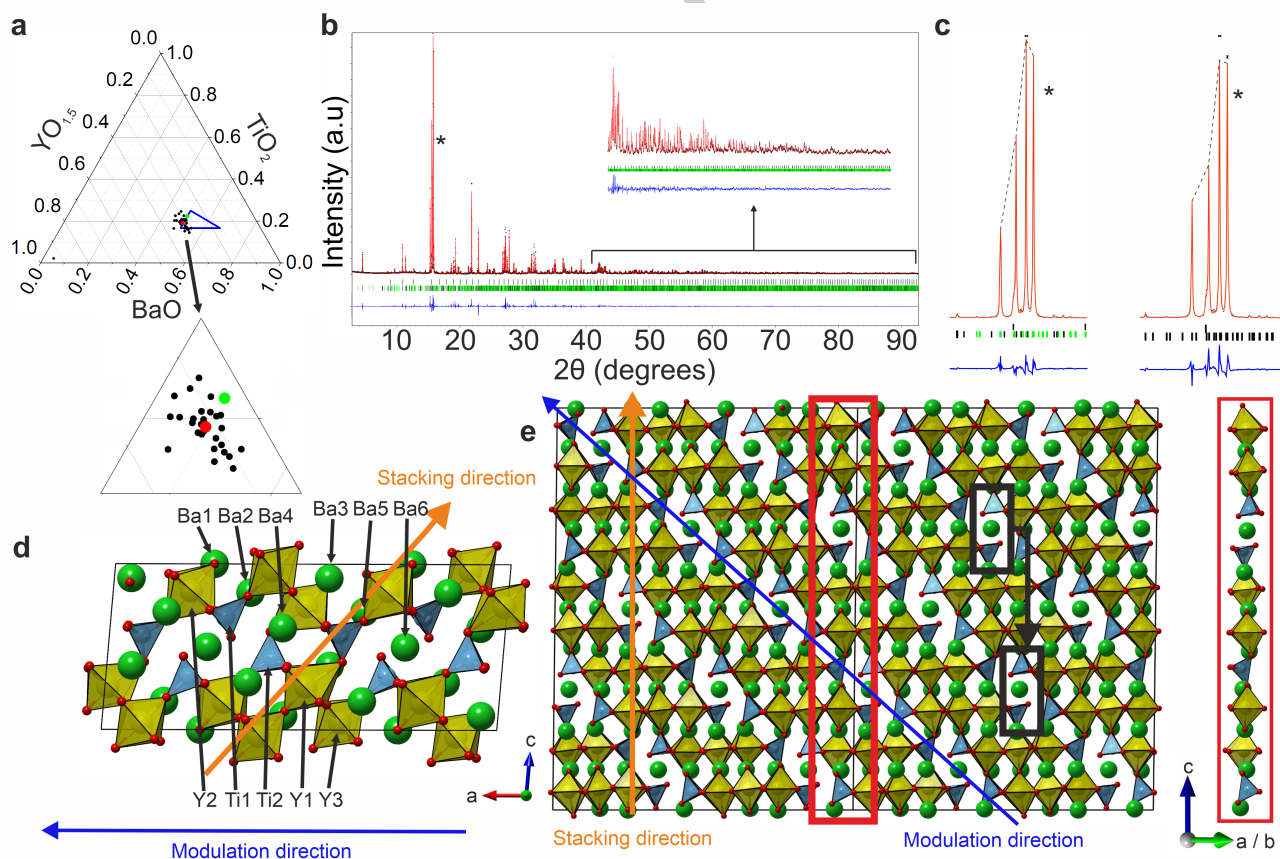 a
0.0
1.0
0.2
0.8
YO1.5
0.4
0.6
TiO2
0.6
0.4
0.8
0.2
1.0
0.0
0.0
0.2
0.4
0.6
0.8
1.0
BaO
b
Intensity (a.u)
*
10 20 30 40 50 60 70 80 90
2θ (degrees)
c
*
*
d
Stacking direction
Ba1 Ba2 Ba4 Ba3 Ba5 Ba6
Y2 Ti1 Ti2 Y1 Y3
c
a
Modulation direction
e
Stacking direction
Modulation direction
c
a / b